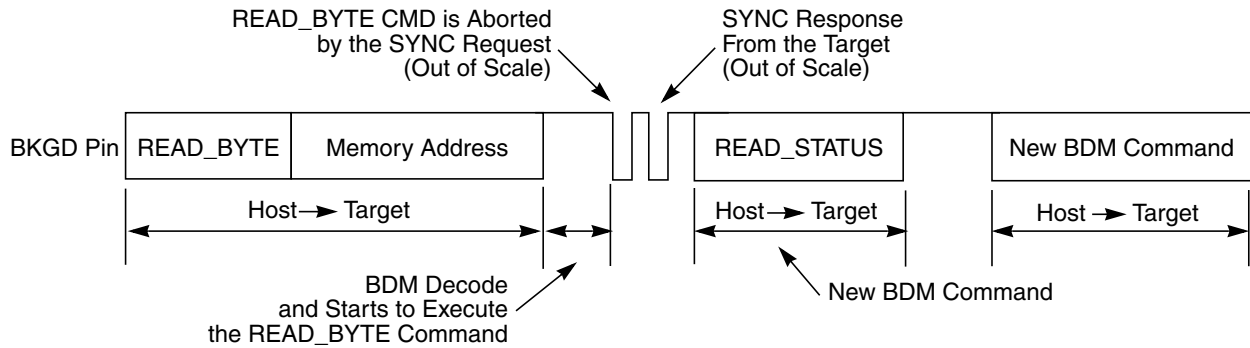 READ_BYTE CMD is Aborted
by the SYNC Request
(Out of Scale)
SYNC Response
From the Target
(Out of Scale)
BKGD Pin
READ_BYTE
Memory Address
READ_STATUS
New BDM Command
Host Target
Host Target
Host Target
BDM Decode
and Starts to Execute
the READ_BYTE Command
New BDM Command